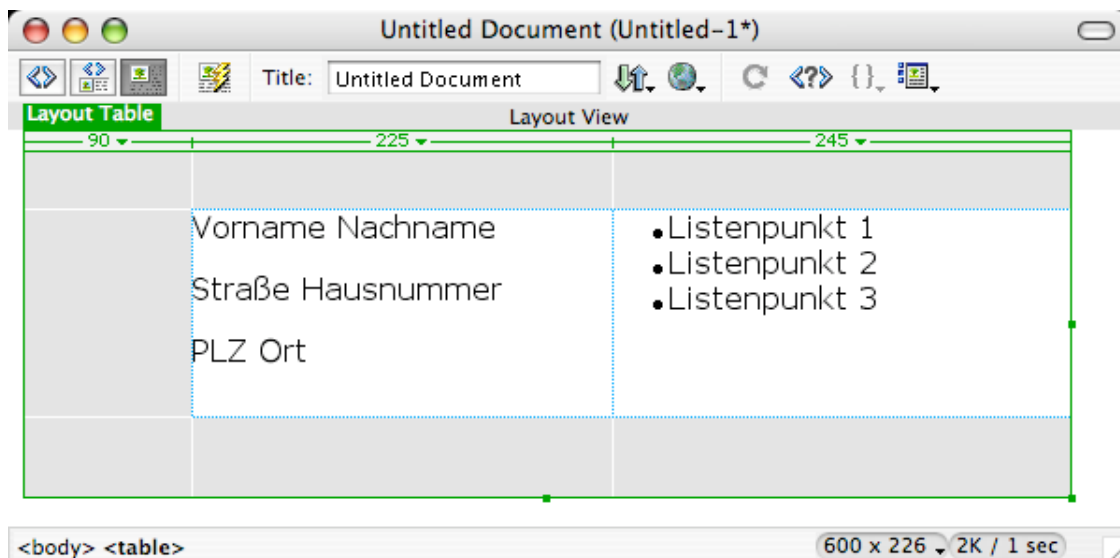 Untitled Document (Untitled-1*)
Title: Untitled Document
Layout Table
Layout View
90 225 245
Vorname Nachname
Straße Hausnummer
PLZ Ort
Listenpunkt 1
Listenpunkt 2
Listenpunkt 3
<body> <table> 600 x 226 2K / 1 sec